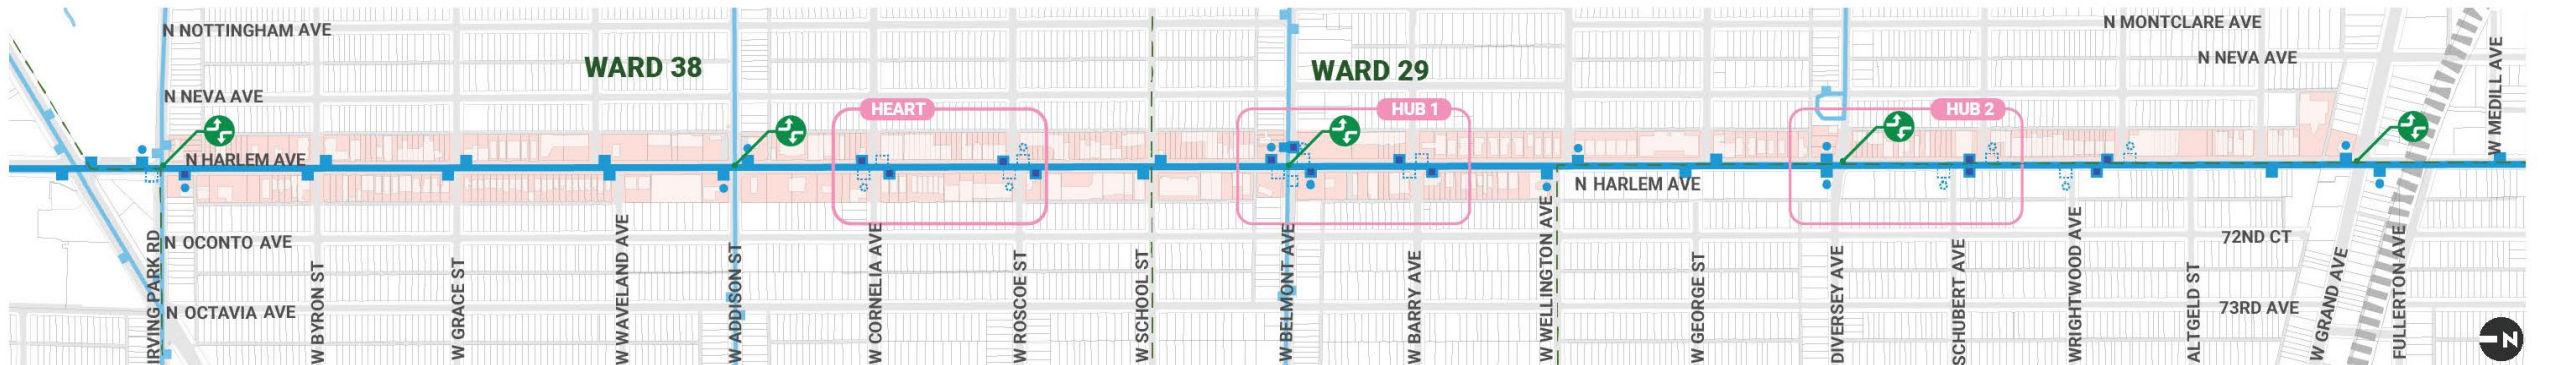 N NOTTINGHAM AVE
N MONTCLARE AVE
WARD 38
WARD 29
N NEVA AVE
N NEVA AVE
HEART
HUB 1
HUB 2
W MEDILL AVE
N HARLEM AVE
N HARLEM AVE
N OCONTO AVE
72ND CT
N OCTAVIA AVE
73RD AVE
IRVING PARK RD
W BYRON ST
W GRACE ST
W WAVELAND AVE
W ADDISON ST
W CORNELIA AVE
W ROSCOE ST
W SCHOOL ST
W BELMONT AVE
W BARRY AVE
W WELLINGTON AVE
W GEORGE ST
DIVERSEY AVE
SCHUBERT AVE
WRIGHTWOOD AVE
ALTGELD ST
W GRAND AVE
FULLERTON AVE
N